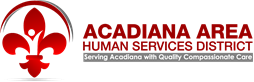 ACADIANA AREA
HUMAN SERVICES DISTRICT
Serving Acadiana with Quality Compassionate Care